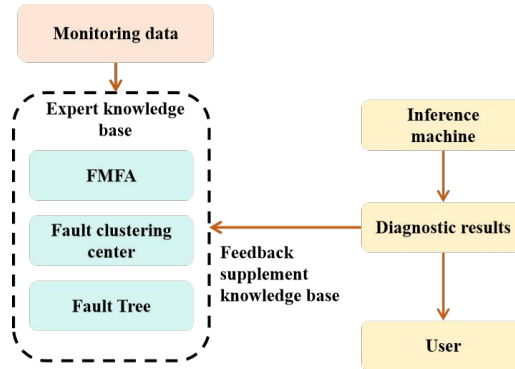 Monitoring data
Expert knowledge
base
FMFA
Fault clustering
center
Fault Tree
Feedback
supplement
knowledge base
Inference
machine
Diagnostic results
User